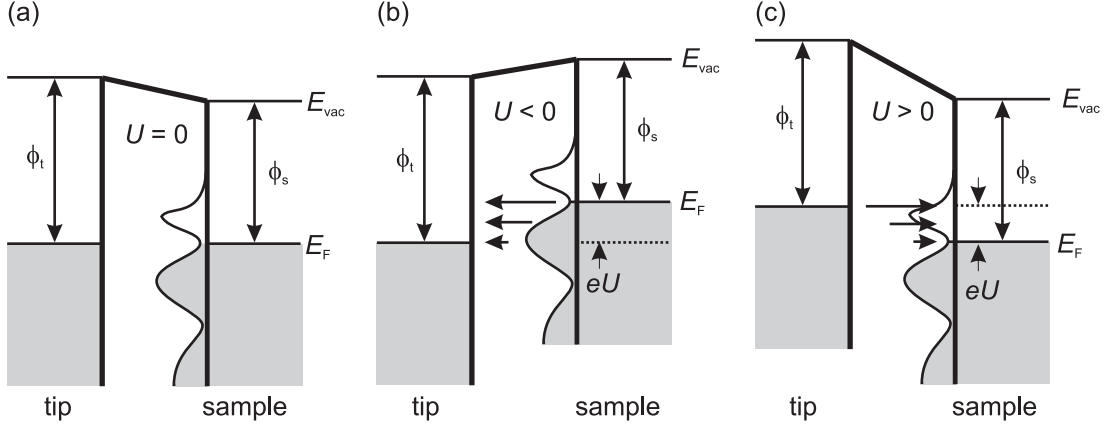 (a)
E_vac
U = 0
ϕ_t
ϕ_s
E_F
tip
sample
(b)
E_vac
U < 0
ϕ_s
ϕ_t
E_F
eU
tip
sample
(c)
E_vac
U > 0
ϕ_t
ϕ_s
E_F
eU
tip
sample